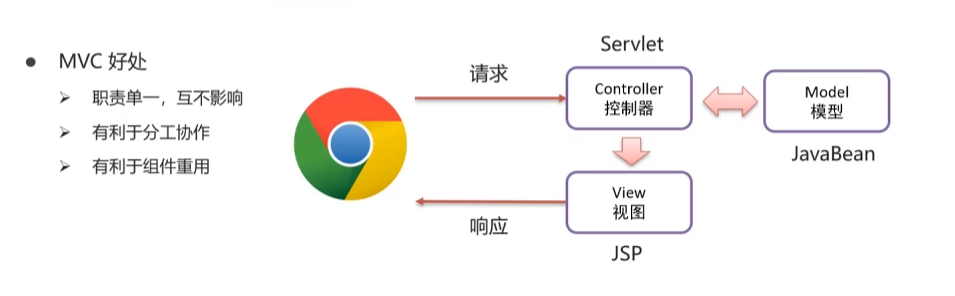 MVC 好处
职责单一，互不影响
有利于分工协作
有利于组件重用
请求
响应
Servlet
Controller
控制器
Model
模型
JavaBean
View
视图
JSP